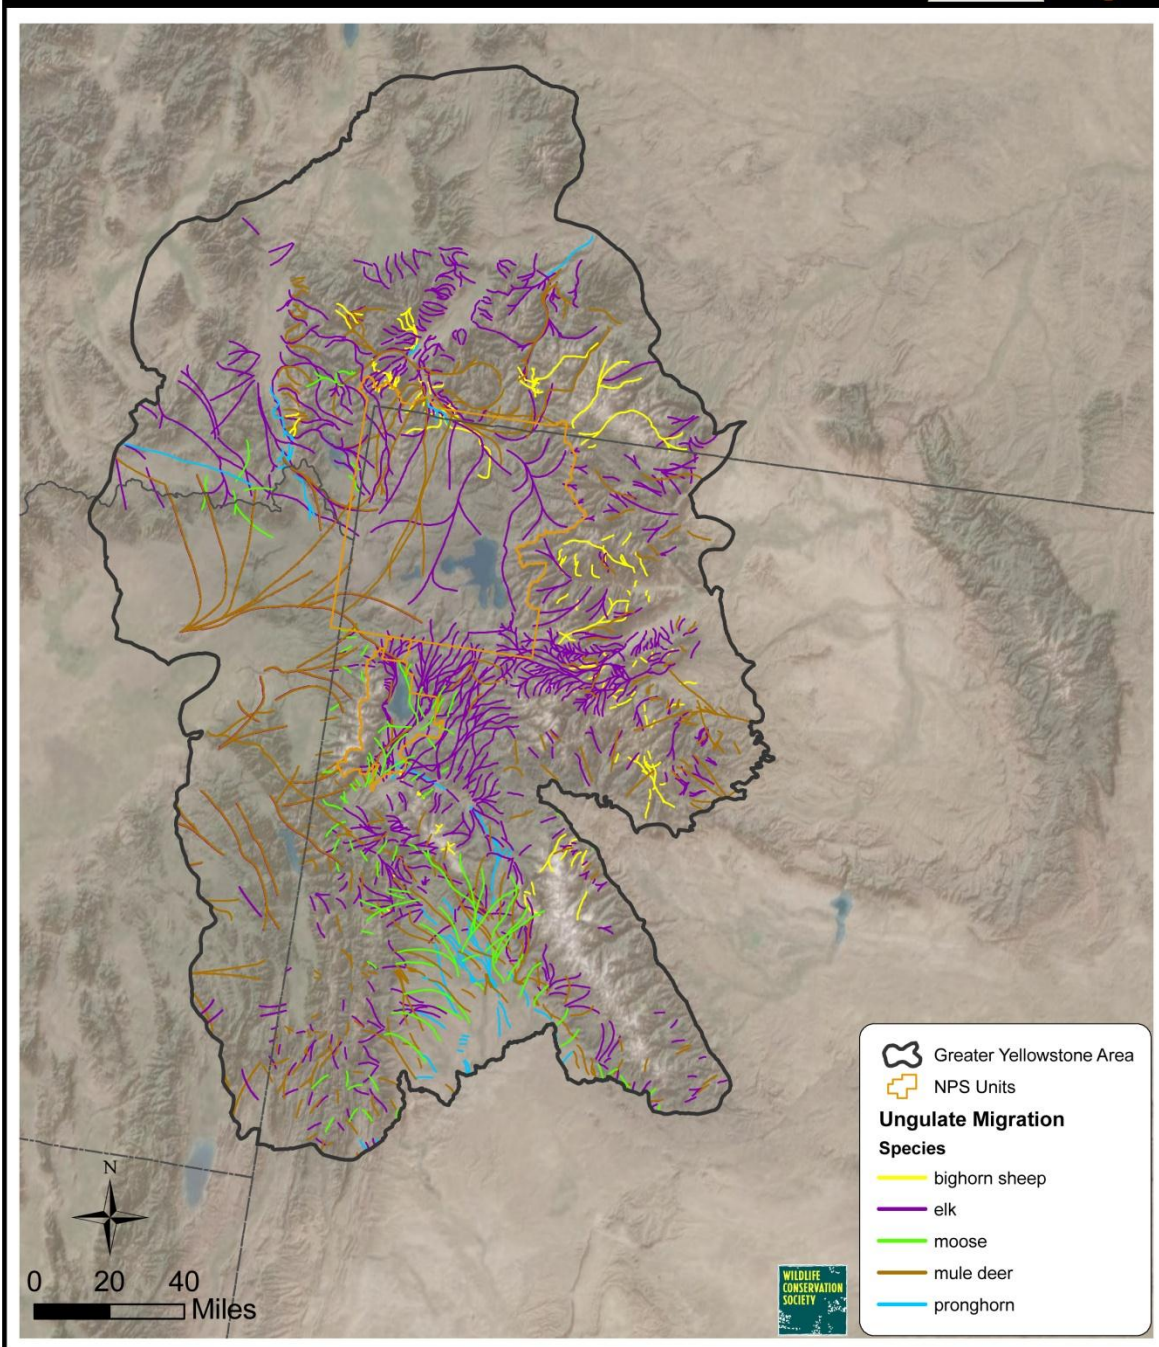 Greater Yellowstone Area
NPS Units
Ungulate Migration
Species
bighorn sheep
elk
moose
mule deer
pronghorn
N
0 20 40
Miles
WILDLIFE
CONSERVATION
SOCIETY